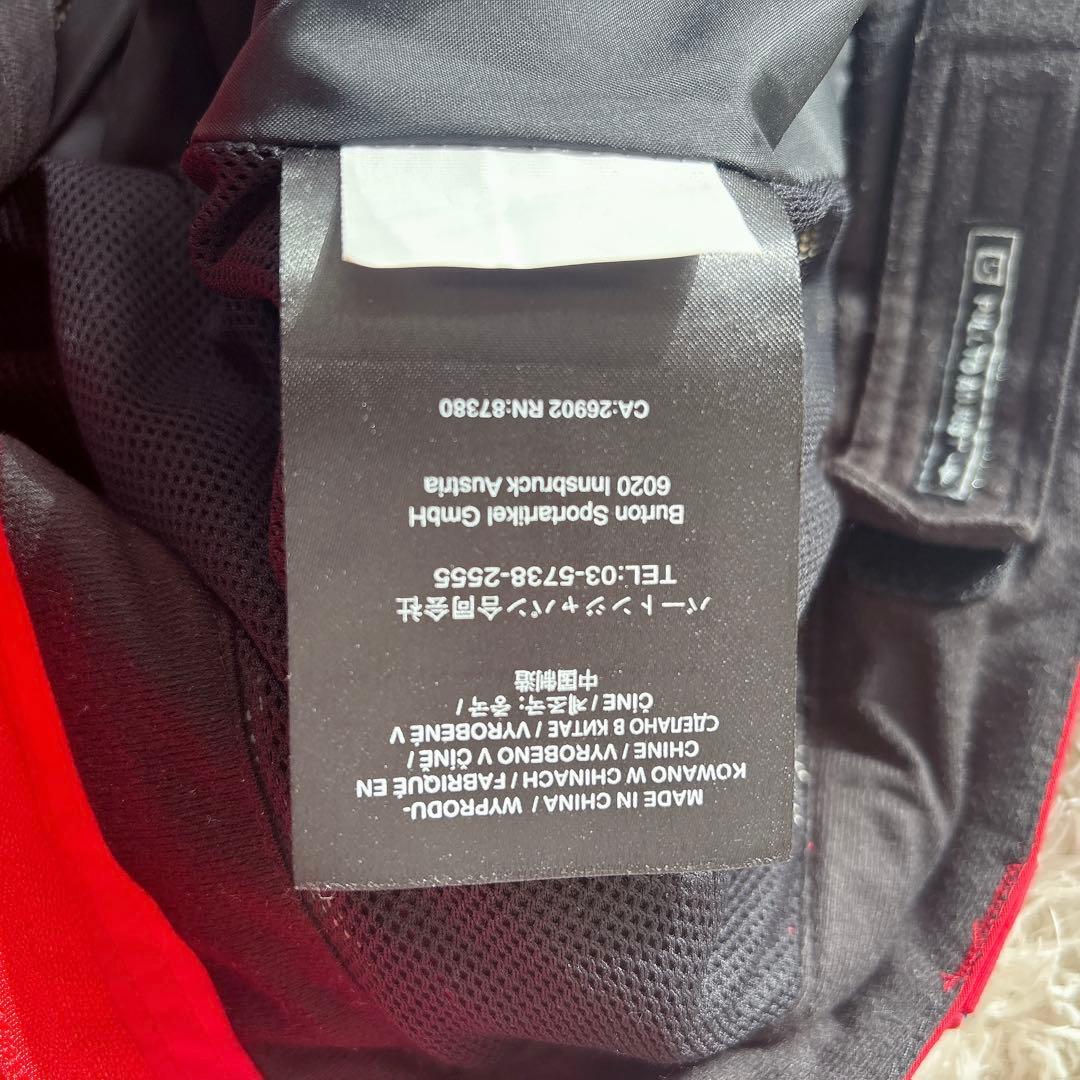 MADE IN CHINA / WYPRODU-
KOWANO W CHINACH / FABRIQUÉ EN
CHINE / VYROBENO V ČÍNĚ /
СДЕЛАНО В КИТАЕ / VYROBENÉ V
ČÍNE / 제조국: 중국 /
中国制造
バートンジャパン合同会社
TEL:03-5738-2555
Burton Sportartikel GmbH
6020 Innsbruck Austria
CA:26902 RN:87380